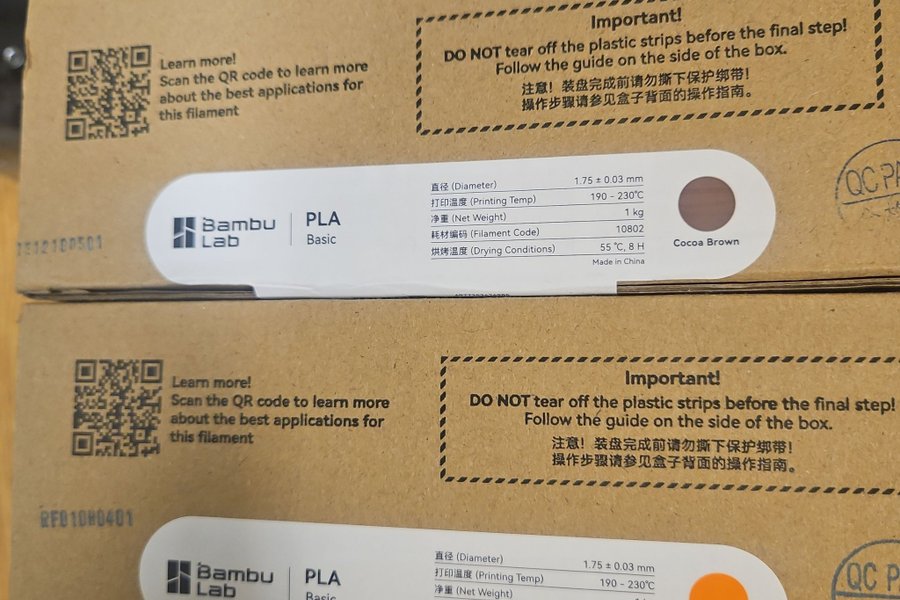 Learn more!
Scan the QR code to learn more
about the best applications for
this filament
Important!
DO NOT tear off the plastic strips before the final step!
Follow the guide on the side of the box.
注意！装盘完成前请勿撕下保护绑带！
操作步骤请参见盒子背面的操作指南。
Bambu
Lab
PLA
Basic
直径 (Diameter) 1.75 ± 0.03 mm
打印温度 (Printing Temp) 190 - 230℃
净重 (Net Weight) 1 kg
耗材编码 (Filament Code) 10802
烘烤温度 (Drying Conditions) 55 ℃, 8 H
Made in China
Cocoa Brown
QC
Learn more!
Scan the QR code to learn more
about the best applications for
this filament
Important!
DO NOT tear off the plastic strips before the final step!
Follow the guide on the side of the box.
注意！装盘完成前请勿撕下保护绑带！
操作步骤请参见盒子背面的操作指南。
Bambu
Lab
PLA
Basic
直径 (Diameter) 1.75 ± 0.03 mm
打印温度 (Printing Temp) 190 - 230℃
净重 (Net Weight)
QC